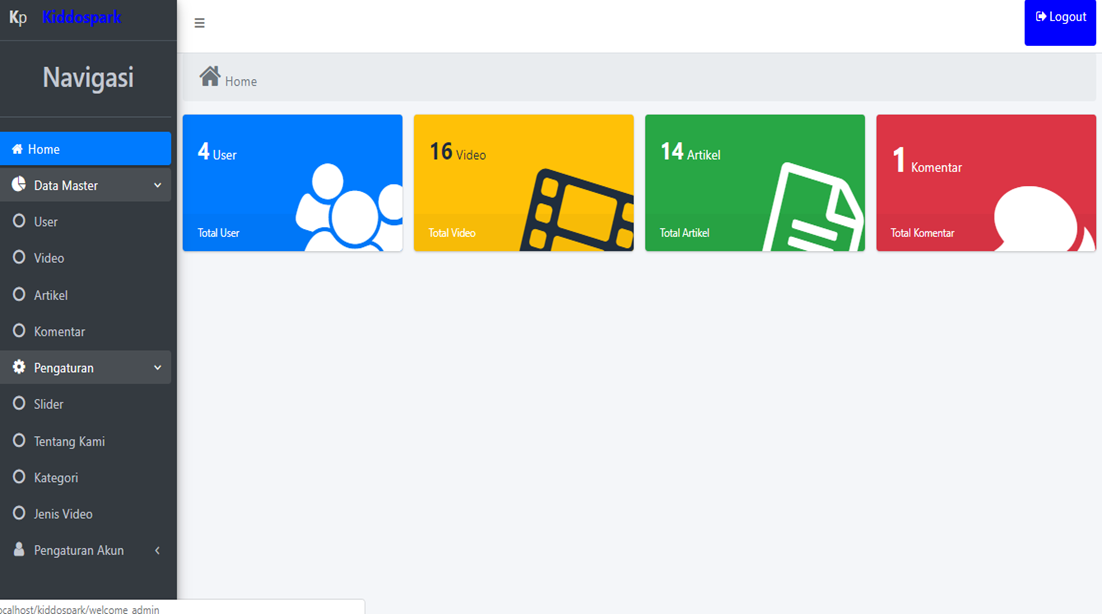 Kp Kiddospark
Logout
Navigasi
Home
Home
4 User
16 Video
14 Artikel
1 Komentar
Total User
Total Video
Total Artikel
Total Komentar
Data Master
User
Video
Artikel
Komentar
Pengaturan
Slider
Tentang Kami
Kategori
Jenis Video
Pengaturan Akun
ocalhost/kiddospark/welcome_admin